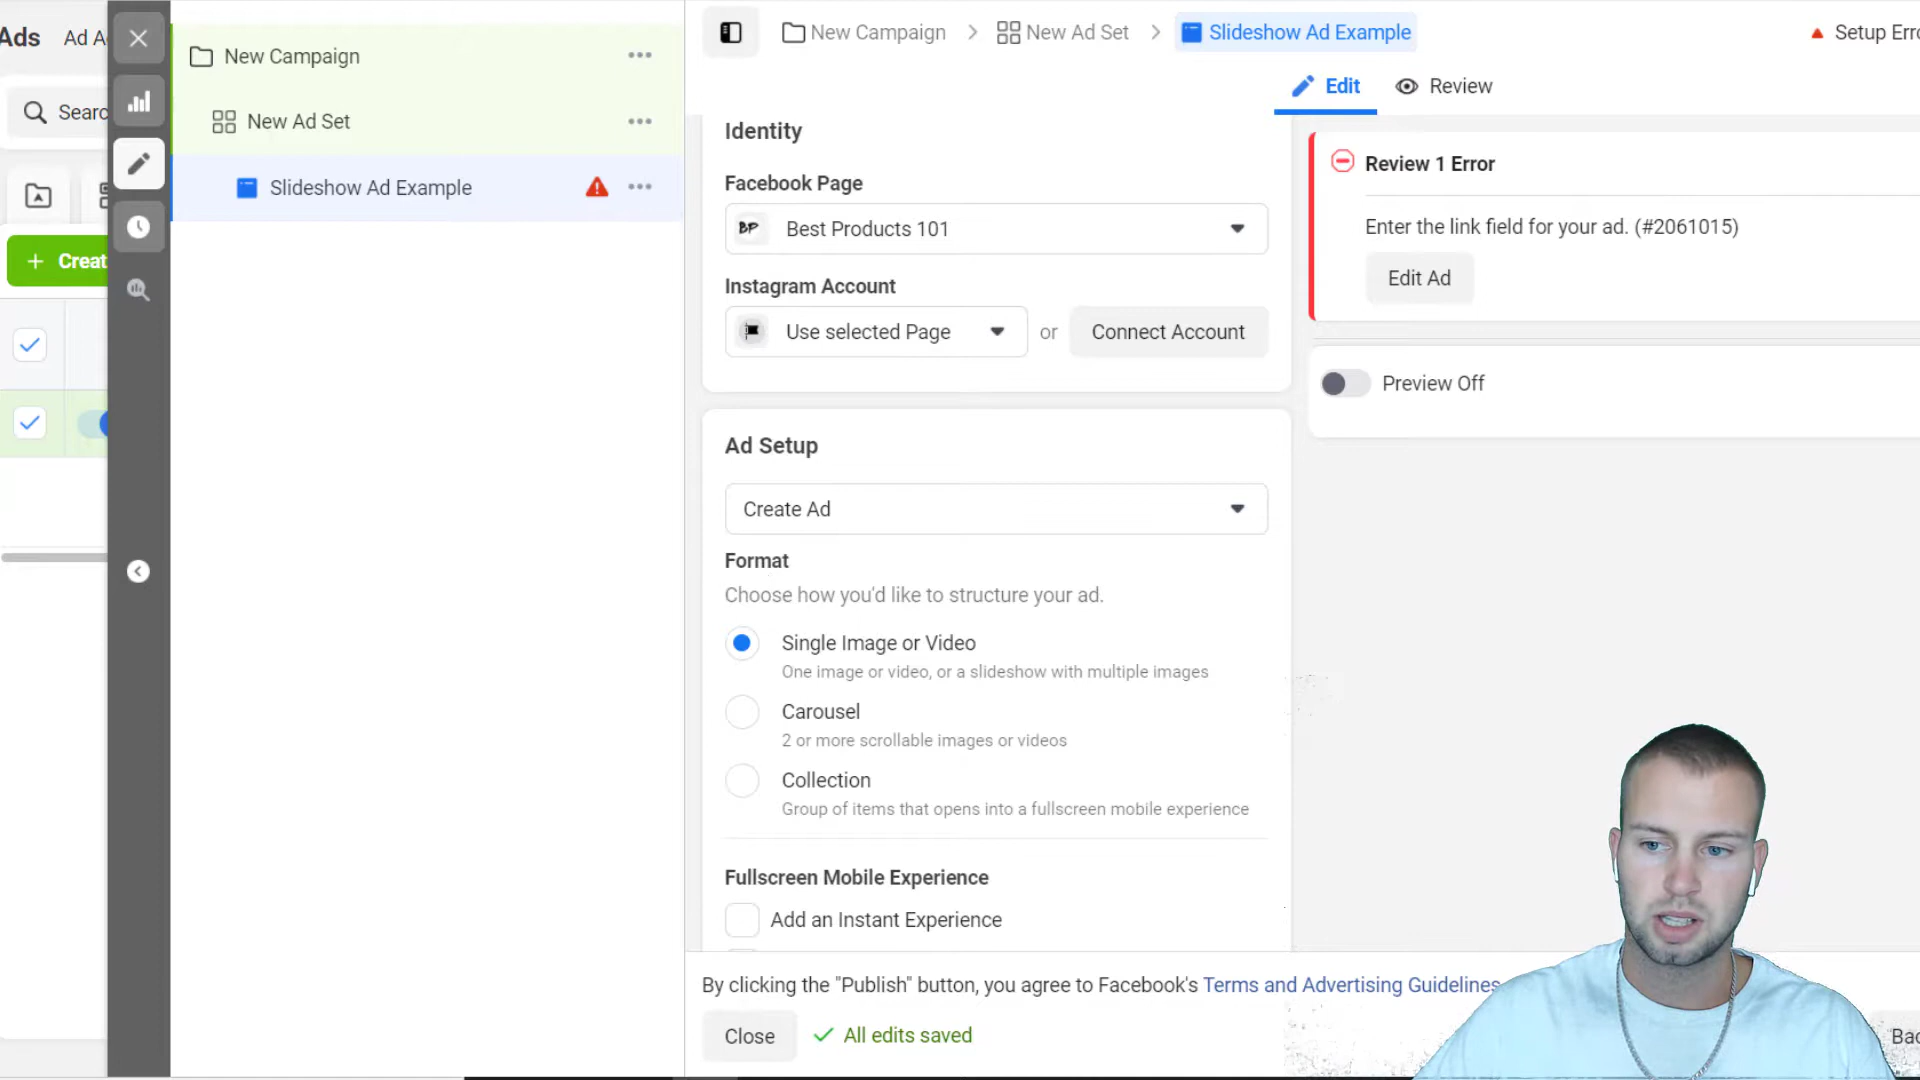 Ads
Ad A
New Campaign
New Campaign
New Ad Set
Slideshow Ad Example
Setup Erro
Searc
Edit
Review
New Ad Set
Identity
Review 1 Error
Slideshow Ad Example
Facebook Page
BP
Best Products 101
Enter the link field for your ad. (#2061015)
+ Creat
Edit Ad
Instagram Account
Use selected Page
or
Connect Account
Preview Off
Ad Setup
Create Ad
Format
Choose how you'd like to structure your ad.
Single Image or Video
One image or video, or a slideshow with multiple images
Carousel
2 or more scrollable images or videos
Collection
Group of items that opens into a fullscreen mobile experience
Fullscreen Mobile Experience
Add an Instant Experience
By clicking the "Publish" button, you agree to Facebook's Terms and Advertising Guidelines
Close
All edits saved
Bac